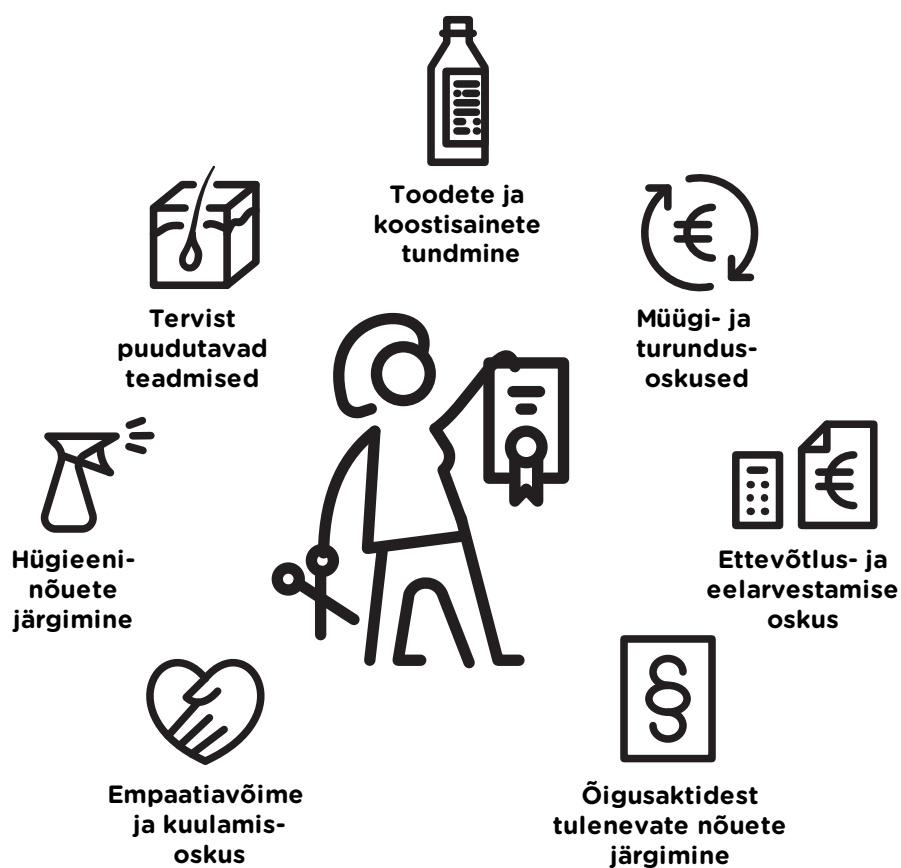 Toodete ja
koostisainete
tundmine
Tervist
puudutavad
teadmised
Müügi- ja
turundus-
oskused
Hügieeni-
nõuete
järgimine
Ettevõtlus- ja
eelarvestamise
oskus
Empaatiavõime
ja kuulamis-
oskus
Õigusaktidest
tulenevate nõuete
järgimine